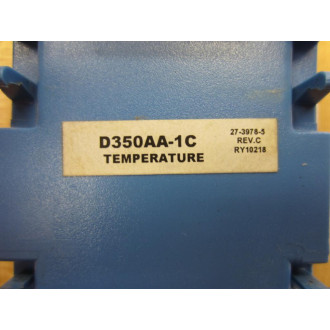 D350AA-1C
TEMPERATURE
27-3978-5
REV.C
RY10218